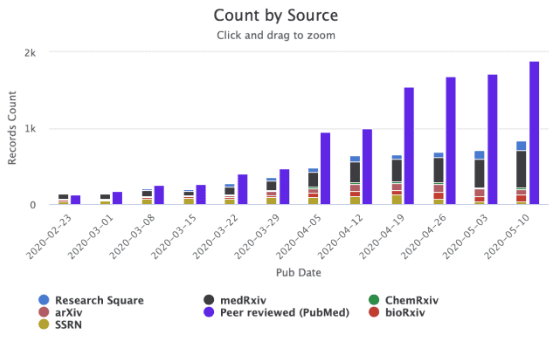 Count by Source
Click and drag to zoom
Records Count
2k
1k
0
2020-02-23
2020-03-01
2020-03-08
2020-03-15
2020-03-22
2020-03-29
2020-04-05
2020-04-12
2020-04-19
2020-04-26
2020-05-03
2020-05-10
Pub Date
Research Square
medRxiv
ChemRxiv
arXiv
Peer reviewed (PubMed)
bioRxiv
SSRN